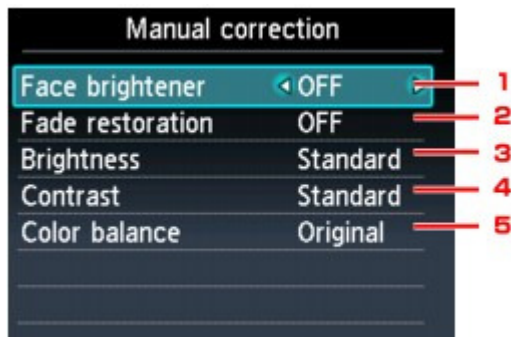 Manual correction
Face brightener OFF 1
Fade restoration OFF 2
Brightness Standard 3
Contrast Standard 4
Color balance Original 5